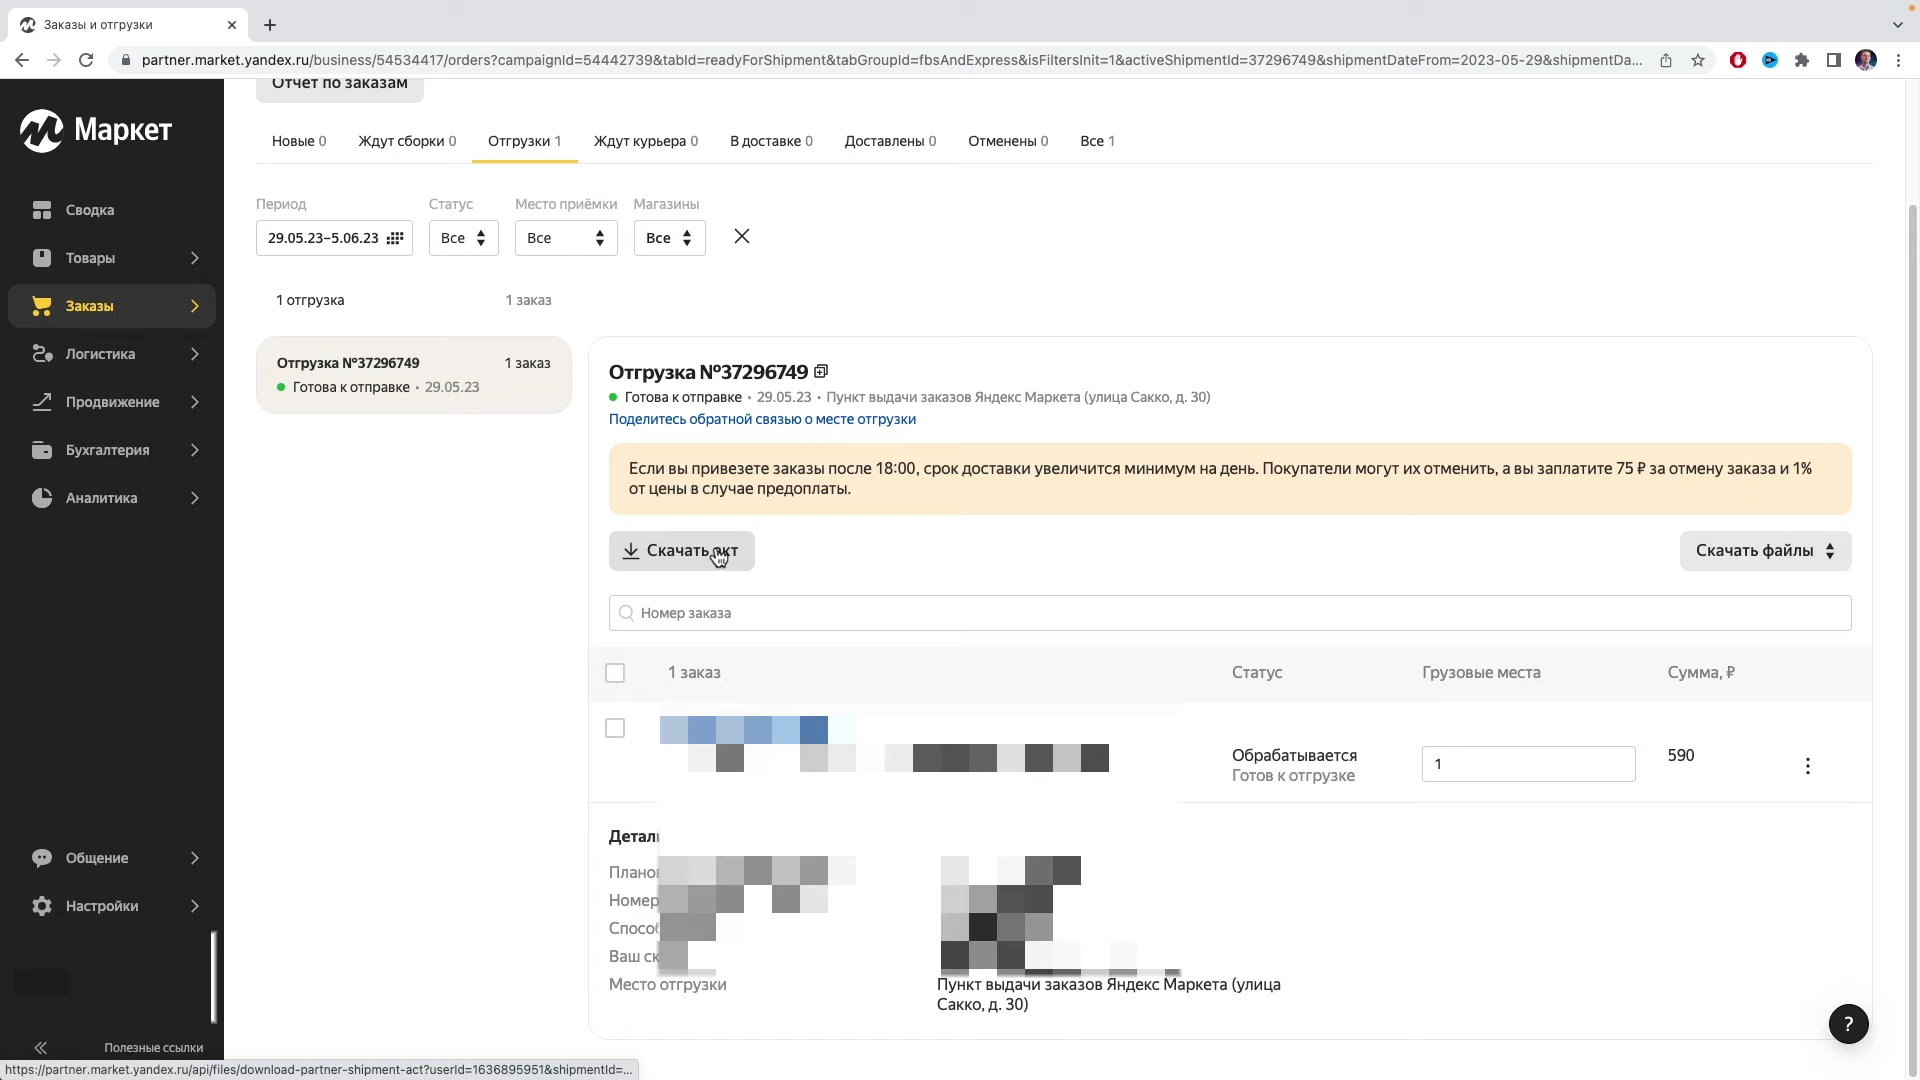 Заказы и отгрузки
partner.market.yandex.ru/business/54534417/orders?campaignId=54442739&tabId=readyForShipment&tabGroupId=fbsAndExpress&isFiltersInit=1&activeShipmentId=37296749&shipmentDateFrom=2023-05-29&shipmentDa...
Маркет
Сводка
Товары
Заказы
Логистика
Продвижение
Бухгалтерия
Аналитика
Общение
Настройки
Полезные ссылки
Отчет по заказам
Новые 0 Ждут сборки 0 Отгрузки 1 Ждут курьера 0 В доставке 0 Доставлены 0 Отменены 0 Все 1
Период Статус Место приёмки Магазины
29.05.23–5.06.23 Все Все Все
1 отгрузка 1 заказ
Отгрузка №37296749 1 заказ
Готова к отправке • 29.05.23
Отгрузка №37296749
Готова к отправке • 29.05.23 • Пункт выдачи заказов Яндекс Маркета (улица Сакко, д. 30)
Поделитесь обратной связью о месте отгрузки
Если вы привезете заказы после 18:00, срок доставки увеличится минимум на день. Покупатели могут их отменить, а вы заплатите 75 ₽ за отмену заказа и 1%
от цены в случае предоплаты.
Скачать акт Скачать файлы
Номер заказа
1 заказ Статус Грузовые места Сумма, ₽
Обрабатывается 1 590
Готов к отгрузке
Место отгрузки Пункт выдачи заказов Яндекс Маркета (улица
Сакко, д. 30)
?
https://partner.market.yandex.ru/api/files/download-partner-shipment-act?userId=1636895951&shipmentId=...